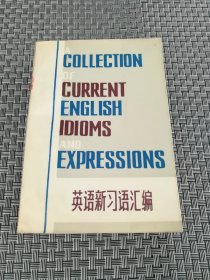 A
COLLECTION
OF
CURRENT
ENGLISH
IDIOMS
AND
EXPRESSIONS
英语新习语汇编